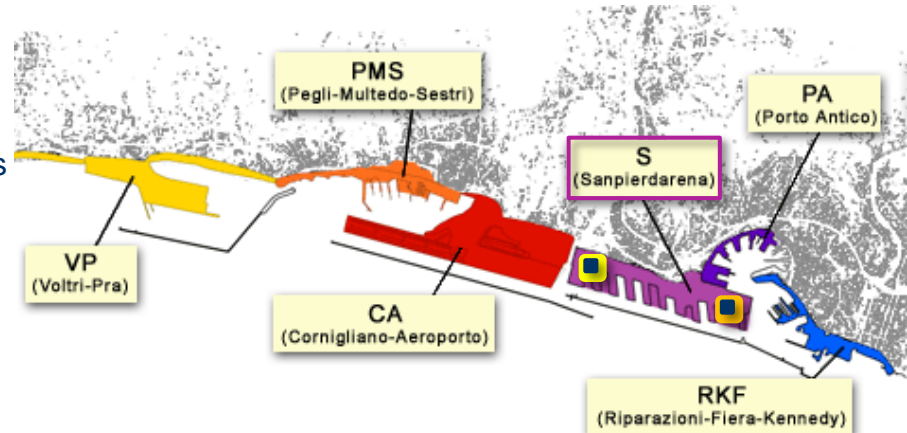 PMS
(Pegli-Multedo-Sestri)
PA
(Porto Antico)
S
(Sanpierdarena)
s
VP
(Voltri-Pra)
CA
(Cornigliano-Aeroporto)
RKF
(Riparazioni-Fiera-Kennedy)